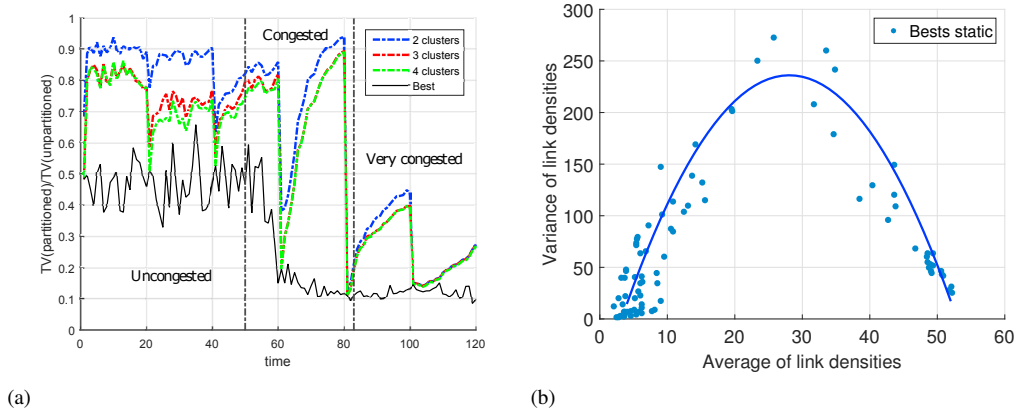 TV(partitioned)/TV(unpartitioned)
1
0.9
0.8
0.7
0.6
0.5
0.4
0.3
0.2
0.1
0
0 20 40 60 80 100 120
time
Congested
Very congested
Uncongested
2 clusters
3 clusters
4 clusters
Best
(a)
Variance of link densities
300
250
200
150
100
50
0
0 10 20 30 40 50 60
Average of link densities
Bests static
(b)